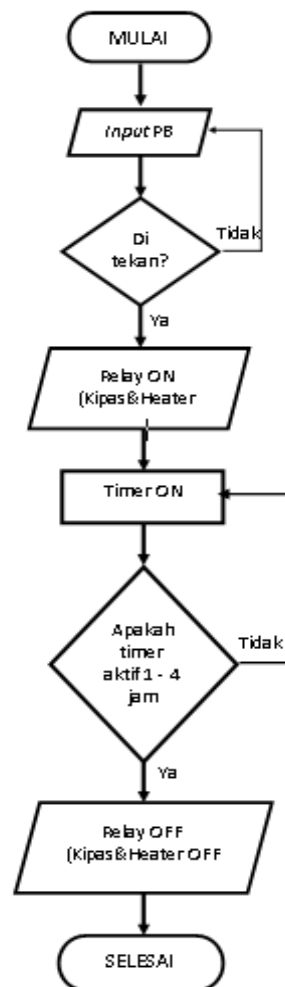 MULAI
Input PB
Di
tekan?
Tidak
Ya
Relay ON
(Kipas&Heater
Timer ON
Apakah
timer
aktif 1 - 4
jam
Tidak
Ya
Relay OFF
(Kipas&Heater OFF
SELESAI